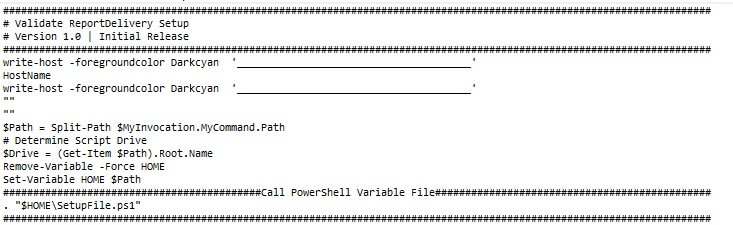 ######################################################################################################################
# Validate ReportDelivery Setup
# Version 1.0 | Initial Release
######################################################################################################################
write-host -foregroundcolor Darkcyan  '_______________________________________'
HostName
write-host -foregroundcolor Darkcyan  '_______________________________________'
""
""
$Path = Split-Path $MyInvocation.MyCommand.Path
# Determine Script Drive
$Drive = (Get-Item $Path).Root.Name
Remove-Variable -Force HOME
Set-Variable HOME $Path
###########################################Call PowerShell Variable File##############################################
. "$HOME\SetupFile.ps1"
######################################################################################################################